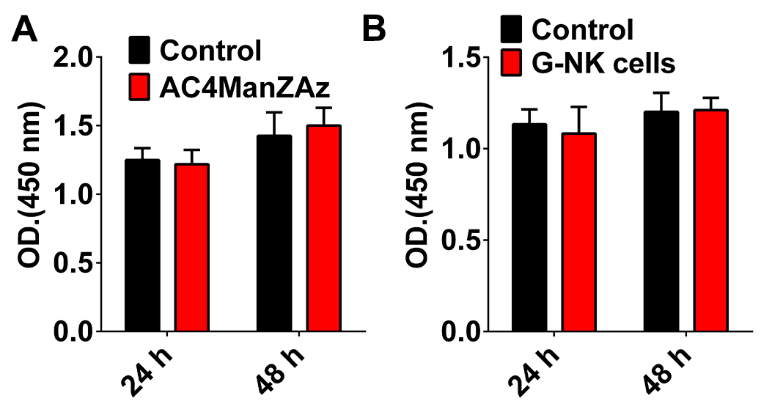 A
Control
AC4ManZAz
OD.(450 nm)
2.0
1.5
1.0
0.5
0.0
24 h
48 h
B
Control
G-NK cells
OD.(450 nm)
1.5
1.0
0.5
0.0
24 h
48 h